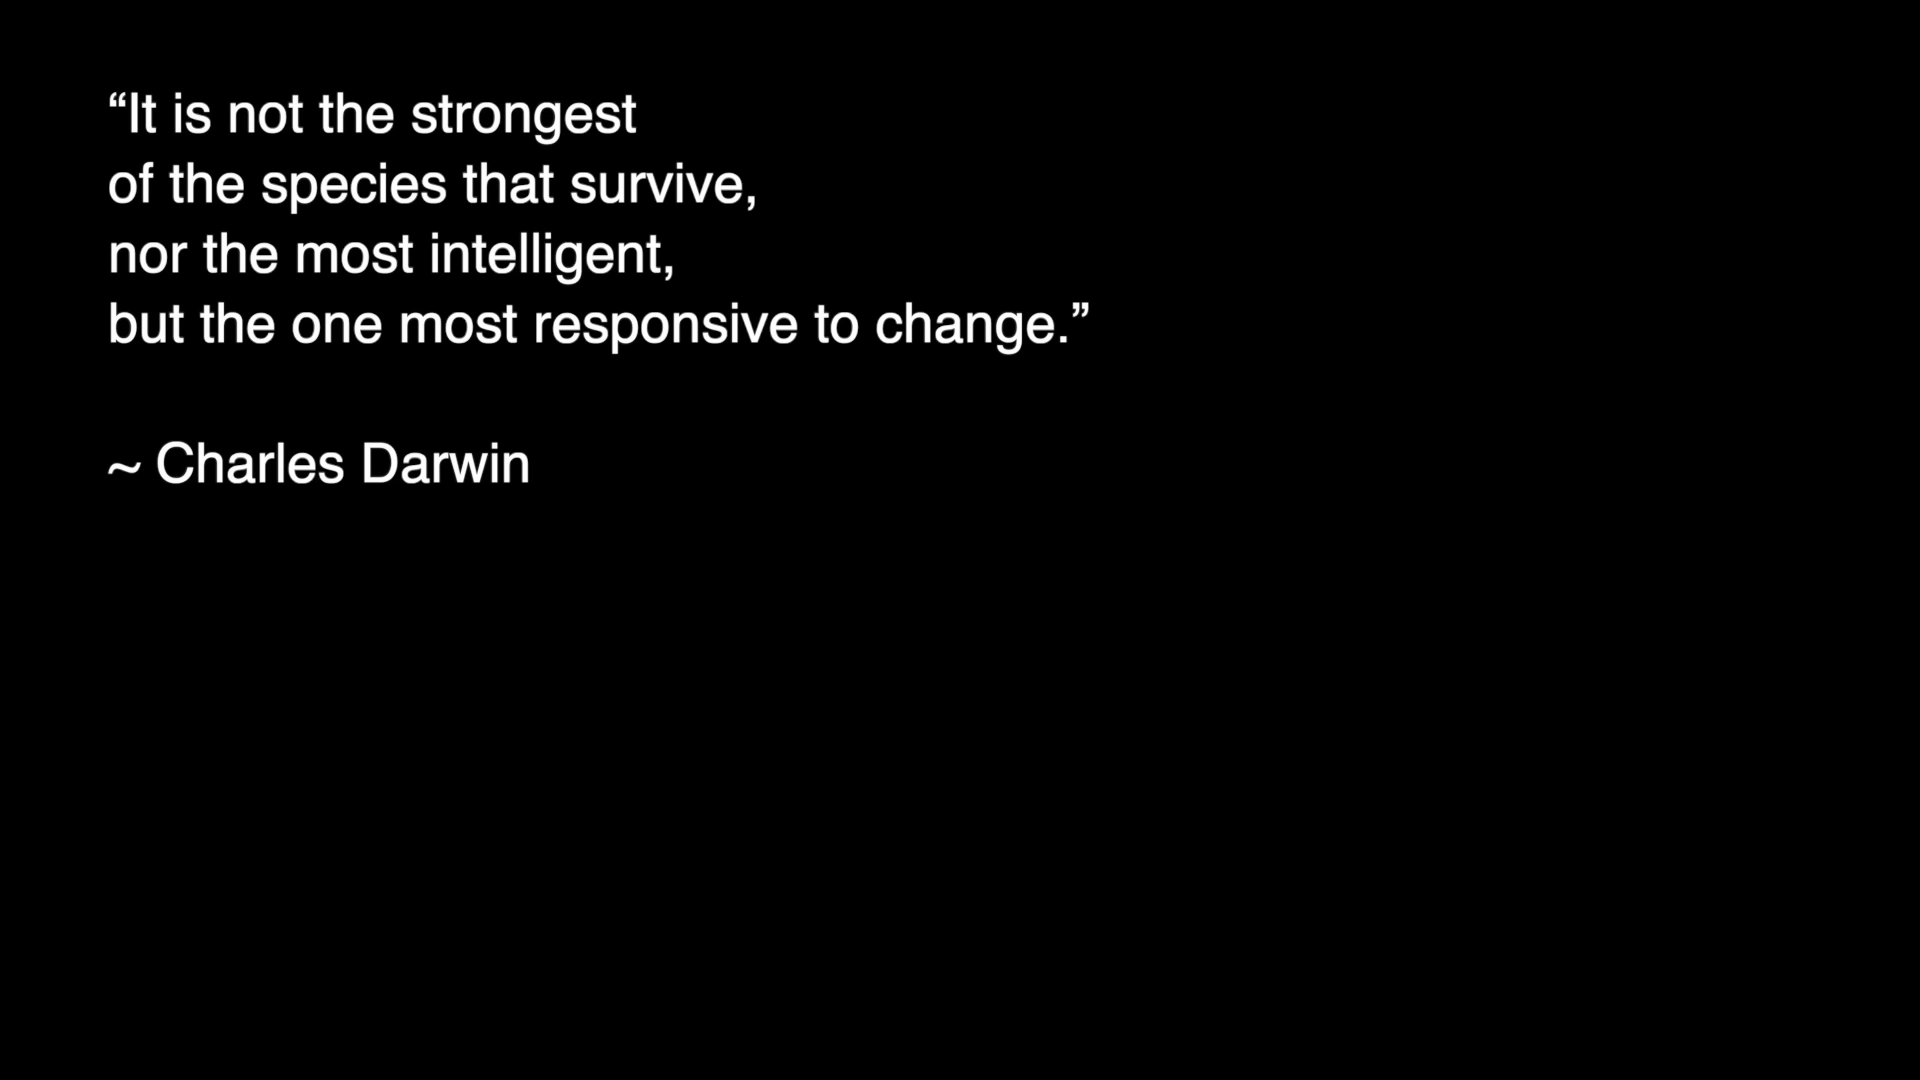 “It is not the strongest
of the species that survive,
nor the most intelligent,
but the one most responsive to change.”
~ Charles Darwin